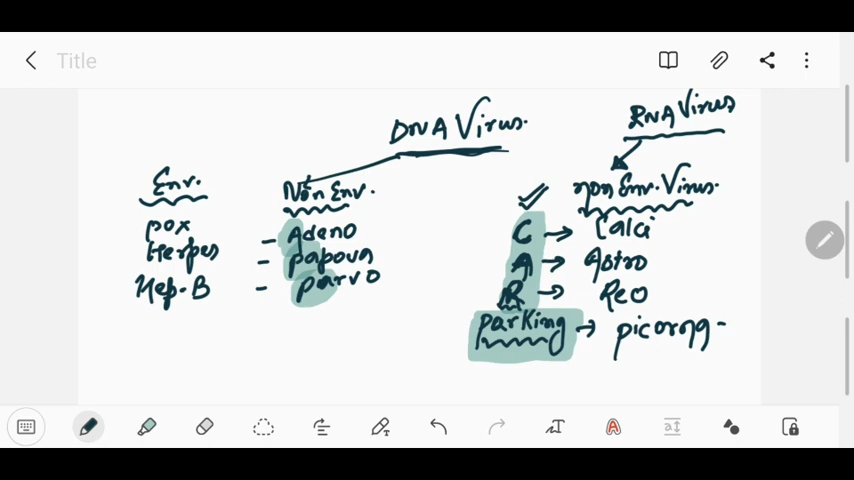 Title
DNA Virus.
RNA Virus
Env.
Non Env.
non Env. Virus.
pox
Herpes
Hep-B
- Adeno
- papova
- parvo
C → Calci
A → Astro
R → Reo
parking → picorna -